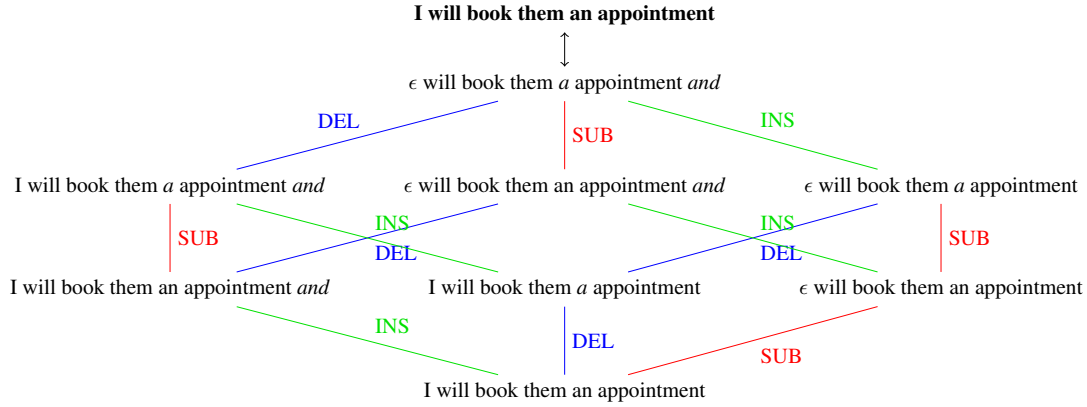 I will book them an appointment
ϵ will book them a appointment and
DEL
SUB
INS
I will book them a appointment and
ϵ will book them an appointment and
ϵ will book them a appointment
SUB
INS
DEL
INS
DEL
SUB
I will book them an appointment and
I will book them a appointment
ϵ will book them an appointment
INS
DEL
SUB
I will book them an appointment